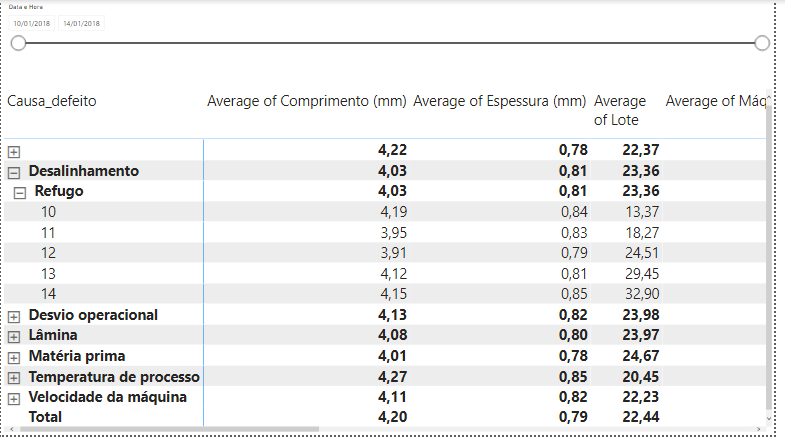 Data e Hora
10/01/2018 14/01/2018
Causa_defeito Average of Comprimento (mm) Average of Espessura (mm) Average of Lote Average of Máq
4,22 0,78 22,37
Desalinhamento 4,03 0,81 23,36
Refugo 4,03 0,81 23,36
10 4,19 0,84 13,37
11 3,95 0,83 18,27
12 3,91 0,79 24,51
13 4,12 0,81 29,45
14 4,15 0,85 32,90
Desvio operacional 4,13 0,82 23,98
Lâmina 4,08 0,80 23,97
Matéria prima 4,01 0,78 24,67
Temperatura de processo 4,27 0,85 20,45
Velocidade da máquina 4,11 0,82 22,23
Total 4,20 0,79 22,44